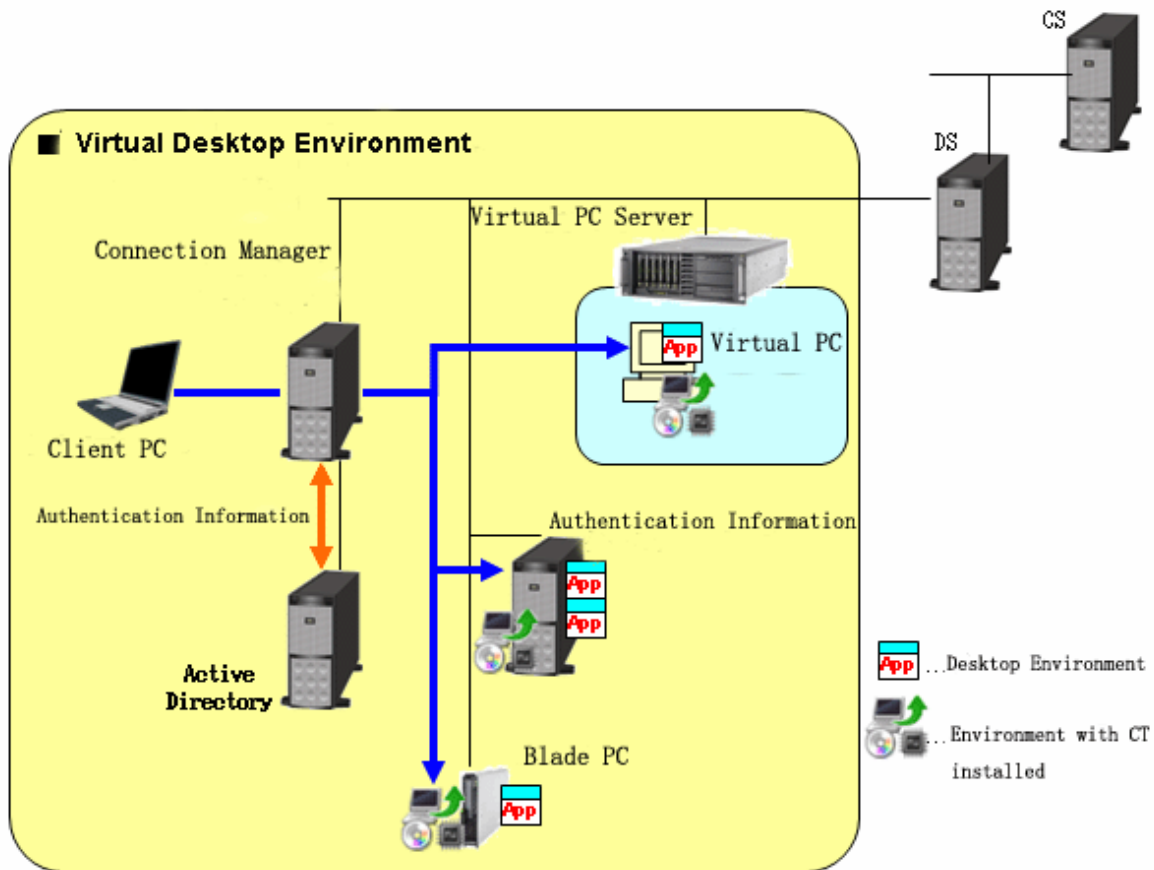 CS
■ Virtual Desktop Environment
DS
Virtual PC Server
Connection Manager
App
Virtual PC
Client PC
Authentication Information
Authentication Information
App
App
Active
Directory
App
...Desktop Environment
Blade PC
...Environment with CT
installed
App